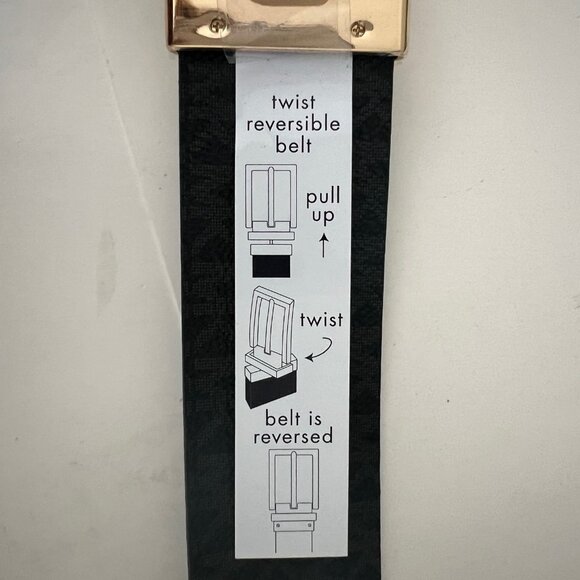 twist
reversible
belt
pull
up
twist
belt is
reversed